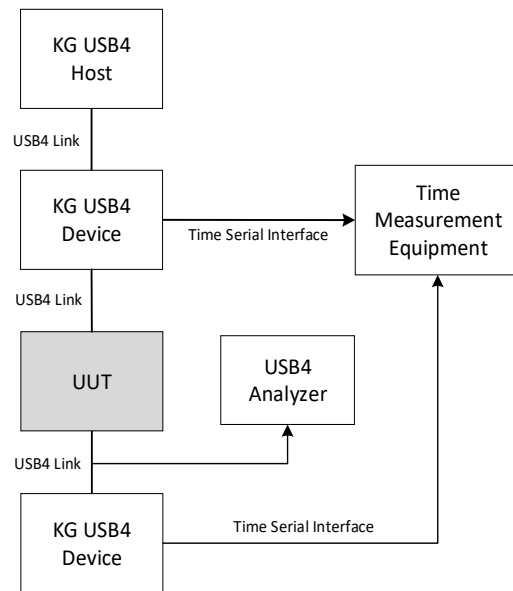 KG USB4
Host
USB4 Link
KG USB4
Device
Time Serial Interface
Time
Measurement
Equipment
USB4 Link
UUT
USB4
Analyzer
USB4 Link
KG USB4
Device
Time Serial Interface